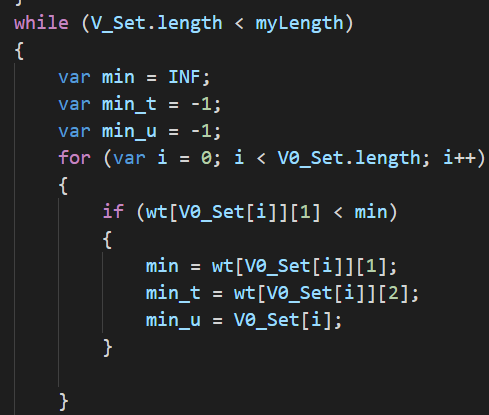 }
while (V_Set.length < myLength)
{
var min = INF;
var min_t = -1;
var min_u = -1;
for (var i = 0; i < V0_Set.length; i++)
{
if (wt[V0_Set[i]][1] < min)
{
min = wt[V0_Set[i]][1];
min_t = wt[V0_Set[i]][2];
min_u = V0_Set[i];
}
}